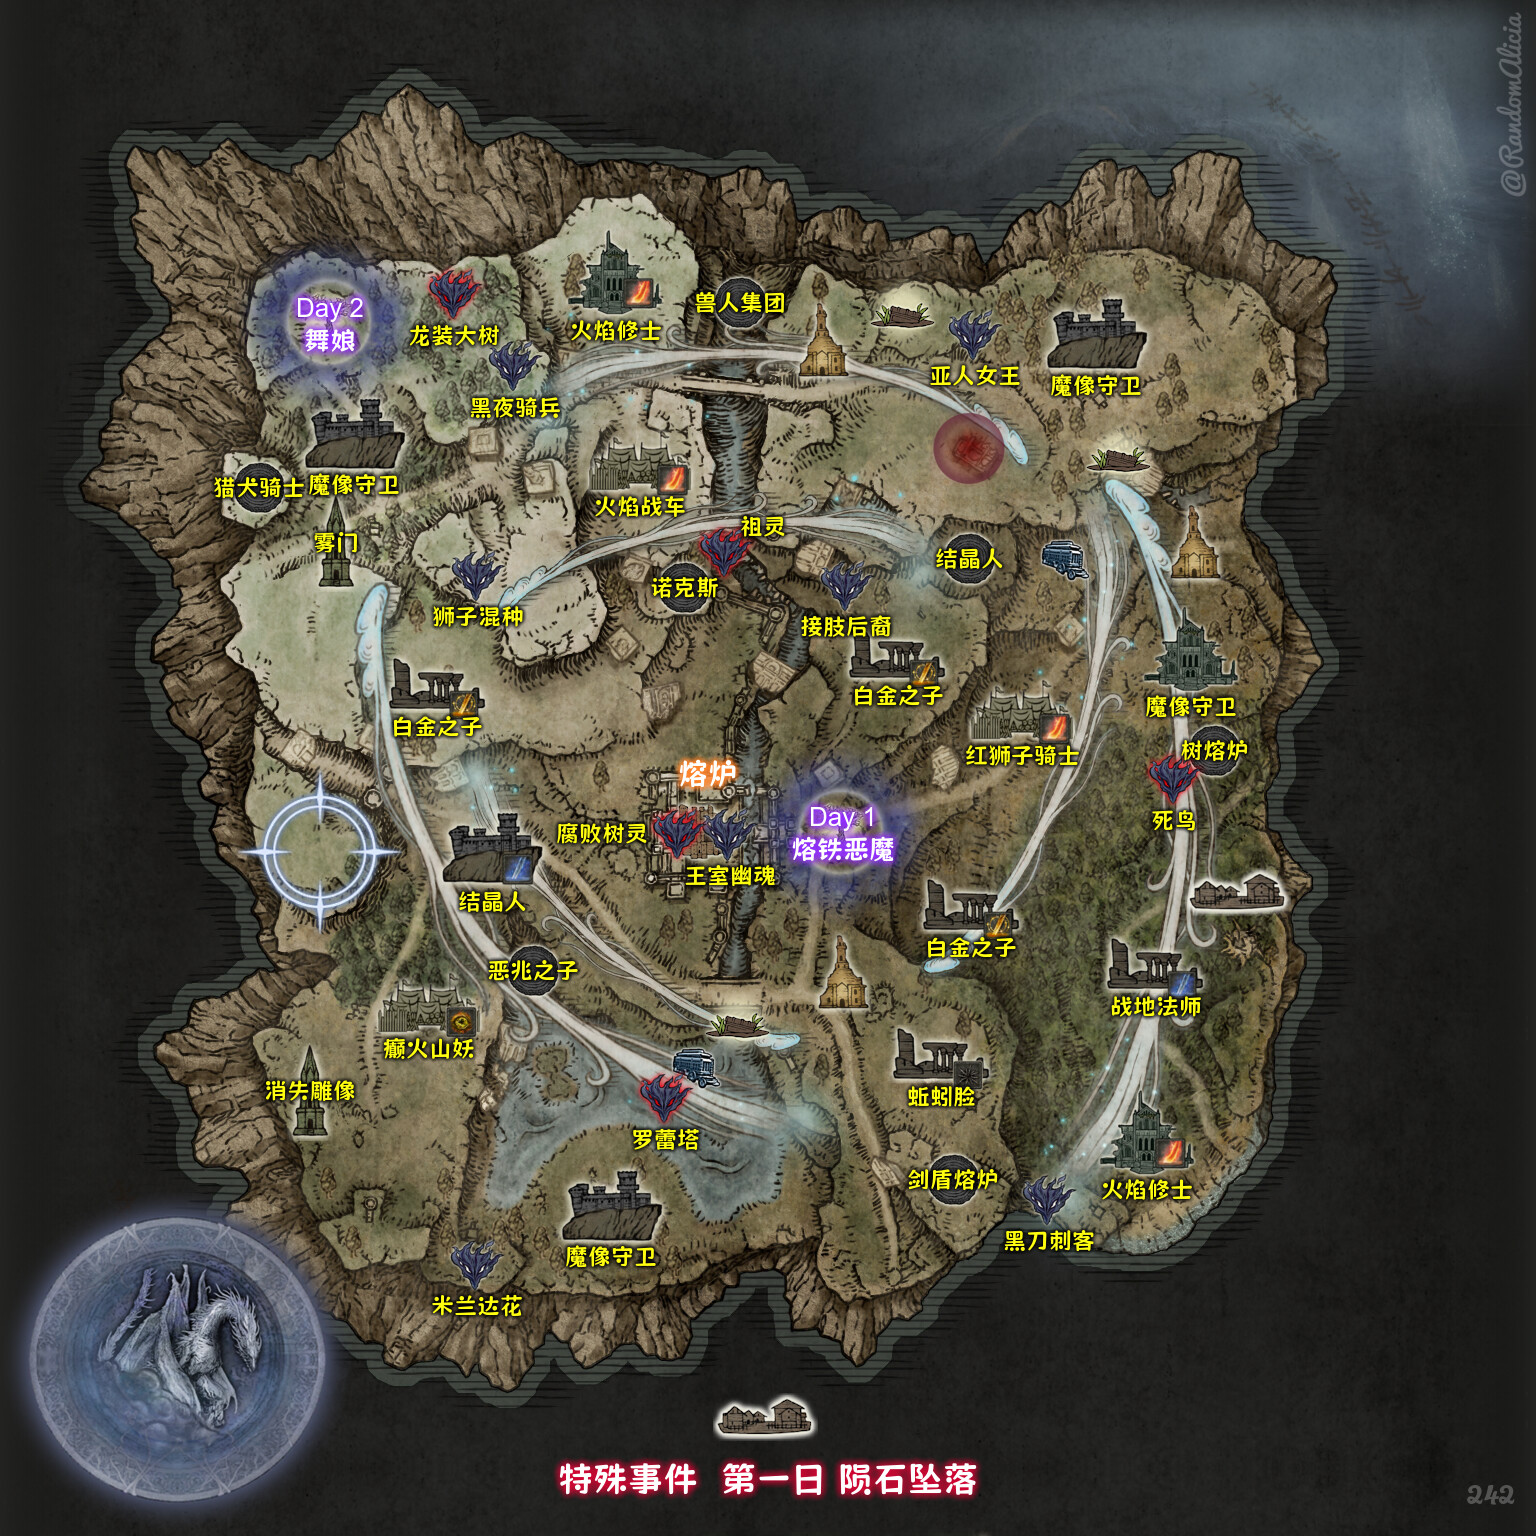 @RandomAlicia
Day 2
舞娘
龙装大树
火焰修士
兽人集团
亚人女王
魔像守卫
黑夜骑兵
猎犬骑士
魔像守卫
火焰战车
雾门
祖灵
结晶人
诺克斯
狮子混种
接肢后裔
白金之子
白金之子
魔像守卫
红狮子骑士
树熔炉
熔炉
Day 1
熔铁恶魔
死鸟
腐败树灵
王室幽魂
结晶人
白金之子
恶兆之子
战地法师
癫火山妖
消失雕像
蚯蚓脸
罗蕾塔
剑盾熔炉
火焰修士
黑刀刺客
魔像守卫
米兰达花
特殊事件 第一日 陨石坠落
242